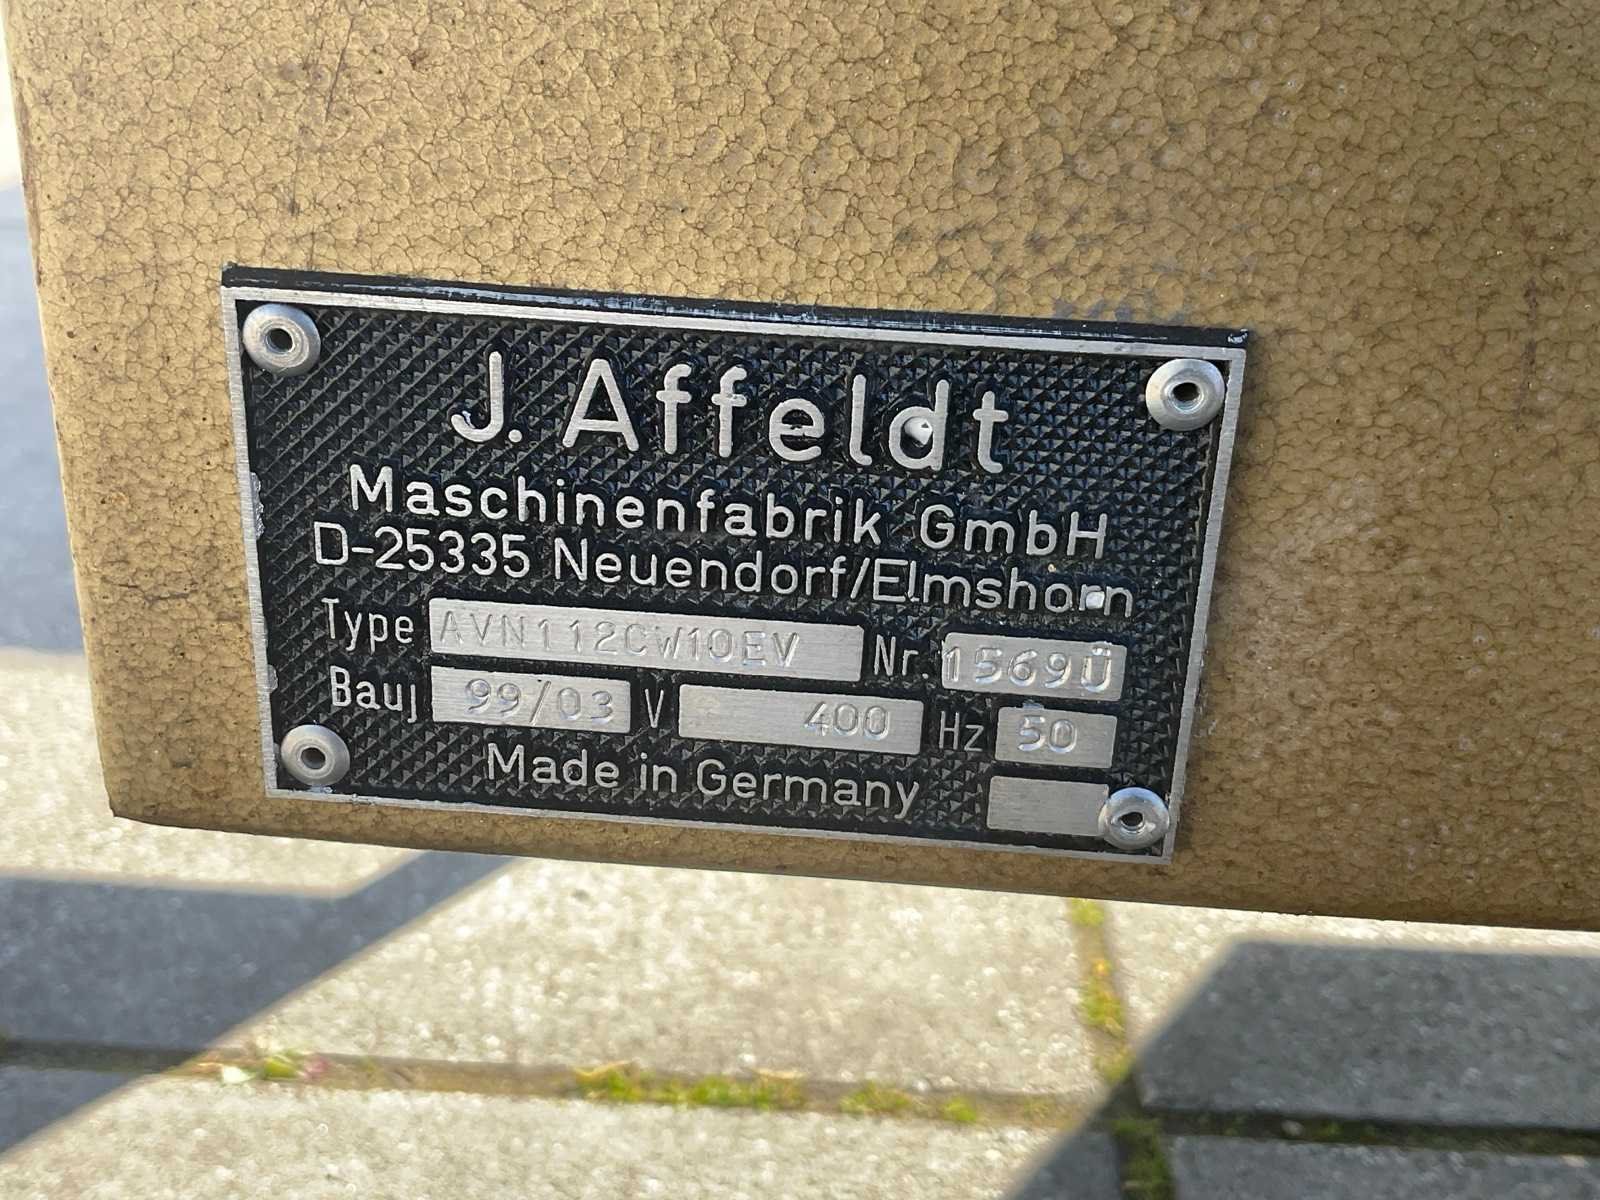 J. Affeldt
Maschinenfabrik GmbH
D-25335 Neuendorf/Elmshorn
Type AVN112CW10EV Nr. 1569Ü
Bauj 99/03 V 400 Hz 50
Made in Germany